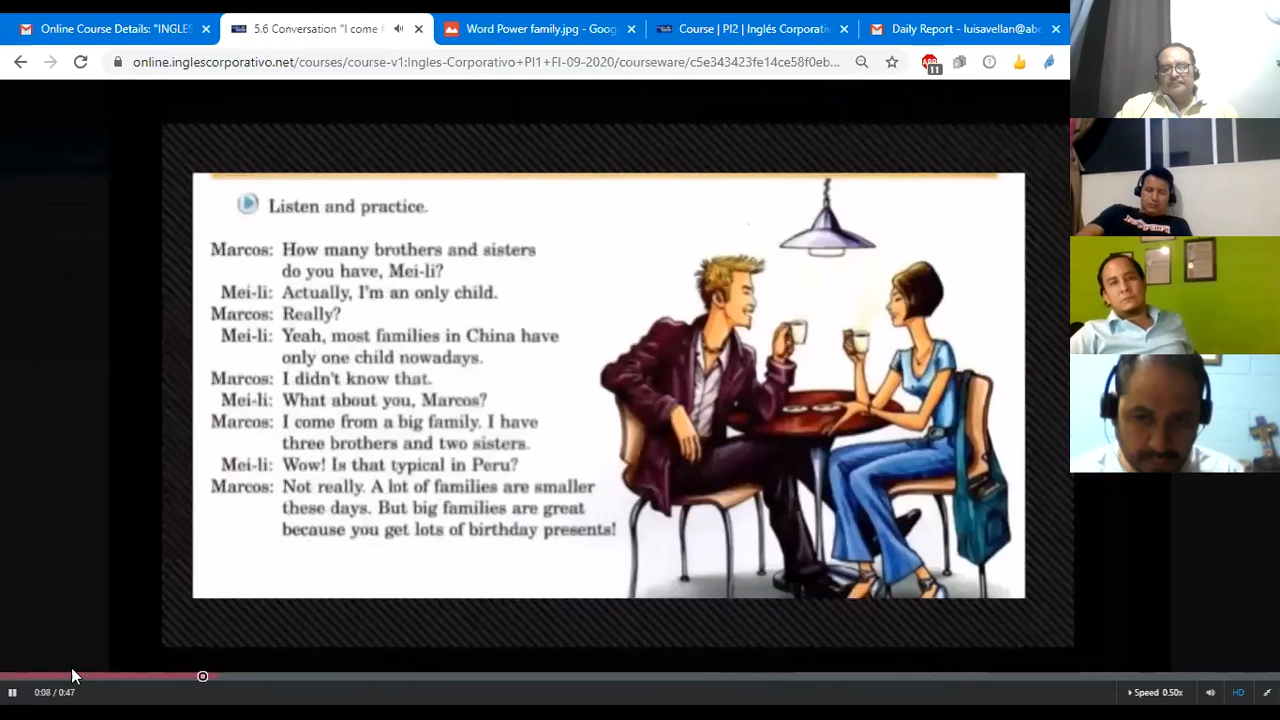 Online Course Details: "INGLES
5.6 Conversation "I come f
Word Power family.jpg - Goog
Course | PI2 | Inglés Corporativ
Daily Report - luisavellan@abc
online.inglescorporativo.net/courses/course-v1:Ingles-Corporativo+PI1+FI-09-2020/courseware/c5e343423fe14ce58f0eb...
ABP
11
Listen and practice.
Marcos: How many brothers and sisters
do you have, Mei-li?
Mei-li: Actually, I'm an only child.
Marcos: Really?
Mei-li: Yeah, most families in China have
only one child nowadays.
Marcos: I didn't know that.
Mei-li: What about you, Marcos?
Marcos: I come from a big family. I have
three brothers and two sisters.
Mei-li: Wow! Is that typical in Peru?
Marcos: Not really. A lot of families are smaller
these days. But big families are great
because you get lots of birthday presents!
0:08 / 0:47
Speed 0.50x
HD